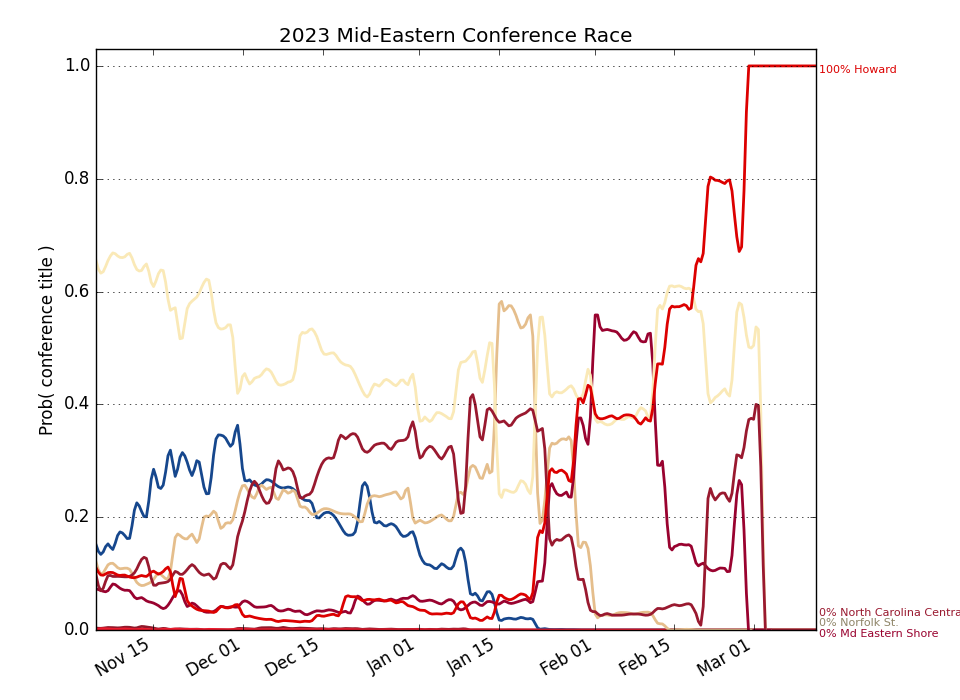 2023 Mid-Eastern Conference Race
Prob( conference title )
1.0
0.8
0.6
0.4
0.2
0.0
Nov 15
Dec 01
Dec 15
Jan 01
Jan 15
Feb 01
Feb 15
Mar 01
100% Howard
0% North Carolina Centra
0% Norfolk St.
0% Md Eastern Shore